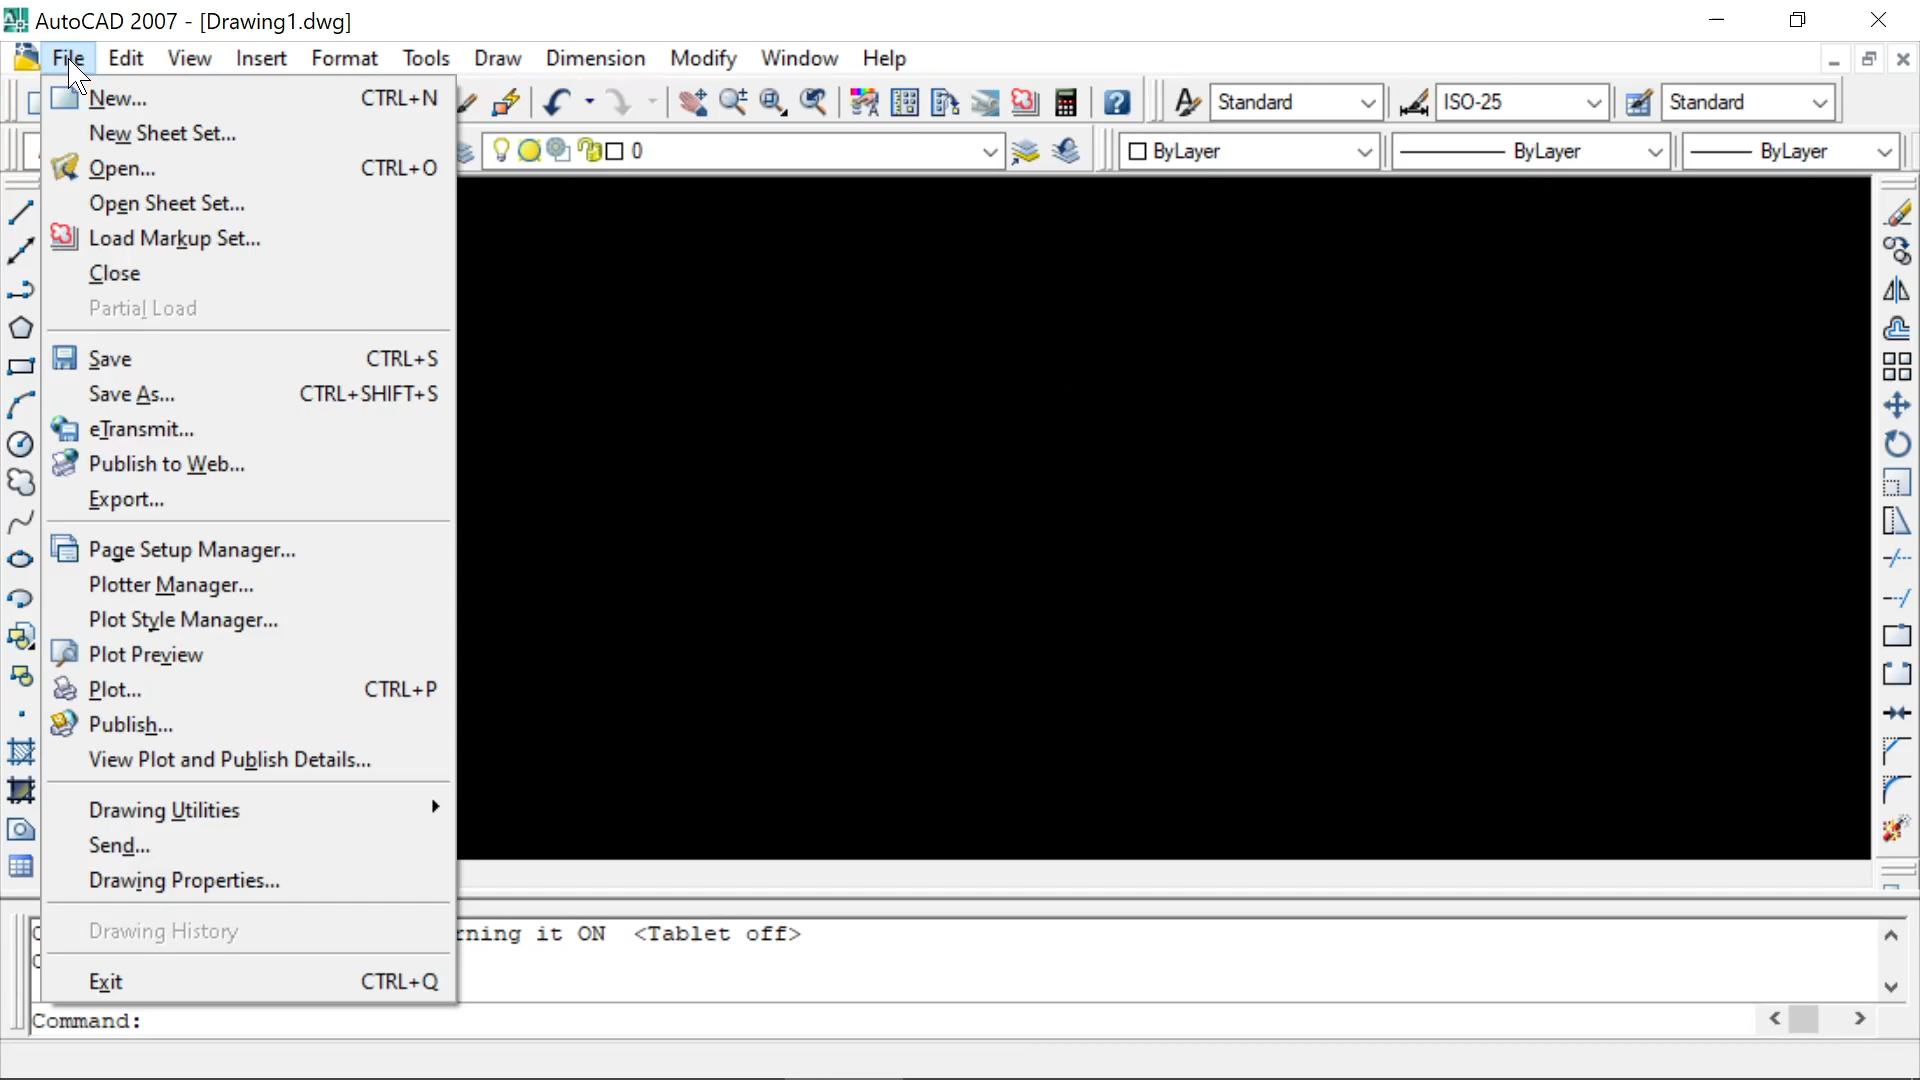 AutoCAD 2007 - [Drawing1.dwg]
File Edit View Insert Format Tools Draw Dimension Modify Window Help
New... CTRL+N
Standard ISO-25 Standard
New Sheet Set...
0 ByLayer ByLayer ByLayer
Open... CTRL+O
Open Sheet Set...
Load Markup Set...
Close
Partial Load
Save CTRL+S
Save As... CTRL+SHIFT+S
eTransmit...
Publish to Web...
Export...
Page Setup Manager...
Plotter Manager...
Plot Style Manager...
Plot Preview
Plot... CTRL+P
Publish...
View Plot and Publish Details...
Drawing Utilities
Send...
Drawing Properties...
Drawing History
rning it ON <Tablet off>
Exit CTRL+Q
Command: